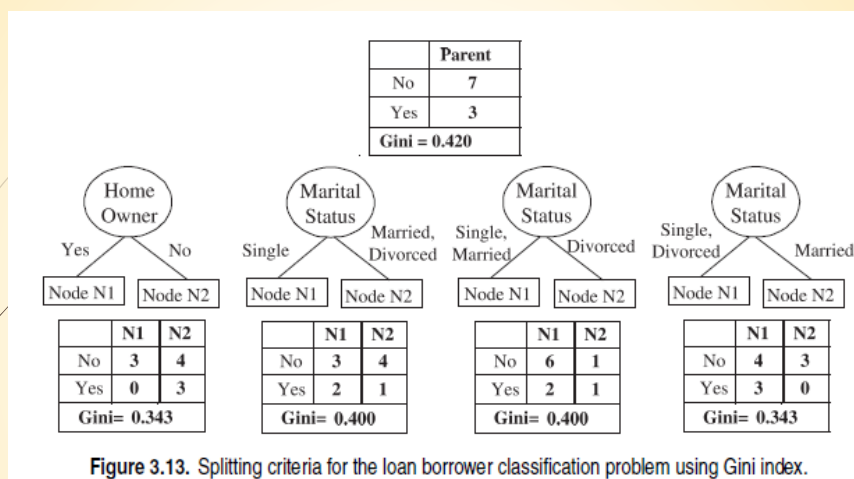 Parent
No 7
Yes 3
Gini = 0.420
Home Owner
Yes No
Node N1 Node N2
N1 N2
No 3 4
Yes 0 3
Gini= 0.343
Marital Status
Single Married, Divorced
Node N1 Node N2
N1 N2
No 3 4
Yes 2 1
Gini= 0.400
Marital Status
Single, Married Divorced
Node N1 Node N2
N1 N2
No 6 1
Yes 2 1
Gini= 0.400
Marital Status
Single, Divorced Married
Node N1 Node N2
N1 N2
No 4 3
Yes 3 0
Gini= 0.343
Figure 3.13. Splitting criteria for the loan borrower classification problem using Gini index.